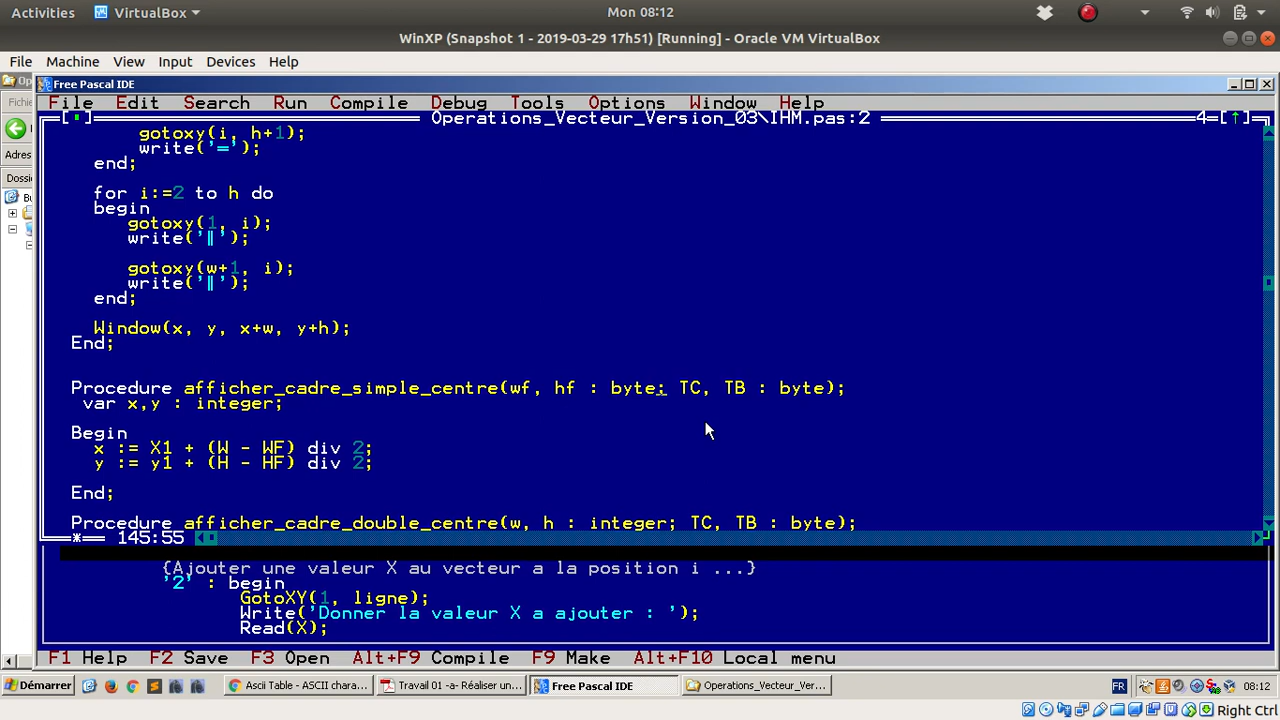 Activities VirtualBox Mon 08:12
WinXP (Snapshot 1 - 2019-03-29 17h51) [Running] - Oracle VM VirtualBox
File Machine View Input Devices Help
Free Pascal IDE
File Edit Search Run Compile Debug Tools Options Window Help
Operations_Vecteur_Version_03\IHM.pas:2 4
gotoxy(i, h+1);
write('=');
end;
for i:=2 to h do
begin
gotoxy(1, i);
write('║');
gotoxy(w+1, i);
write('║');
end;
Window(x, y, x+w, y+h);
End;
Procedure afficher_cadre_simple_centre(wf, hf : byte; TC, TB : byte);
var x,y : integer;
Begin
x := X1 + (W - WF) div 2;
y := y1 + (H - HF) div 2;
End;
Procedure afficher_cadre_double_centre(w, h : integer; TC, TB : byte);
145:55
{Ajouter une valeur X au vecteur a la position i ...}
'2' : begin
GotoXY(1, ligne);
Write('Donner la valeur X a ajouter : ');
Read(X);
F1 Help F2 Save F3 Open Alt+F9 Compile F9 Make Alt+F10 Local menu
Démarrer Ascii Table - ASCII chara... Travail 01 -a- Réaliser un... Free Pascal IDE Operations_Vecteur_Ver... FR 08:12
Right Ctrl
Fichie
Adres
Dossi